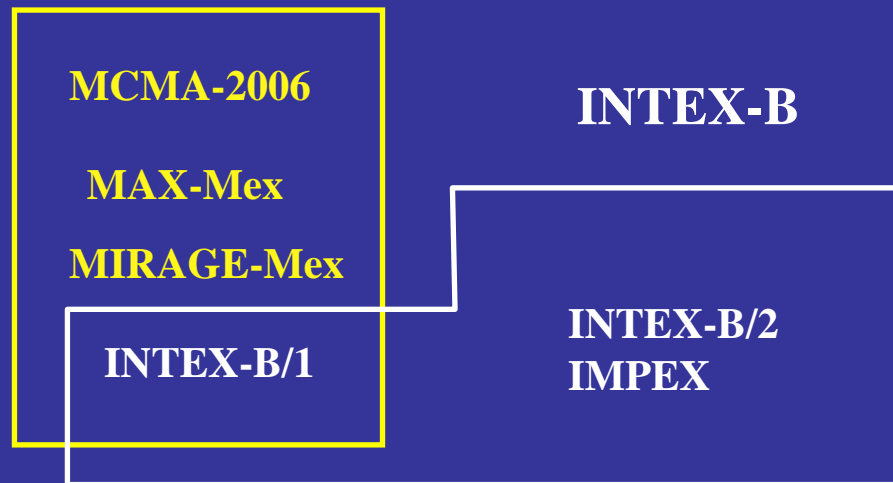 MCMA-2006
MAX-Mex
MIRAGE-Mex
INTEX-B/1
INTEX-B
INTEX-B/2
IMPEX